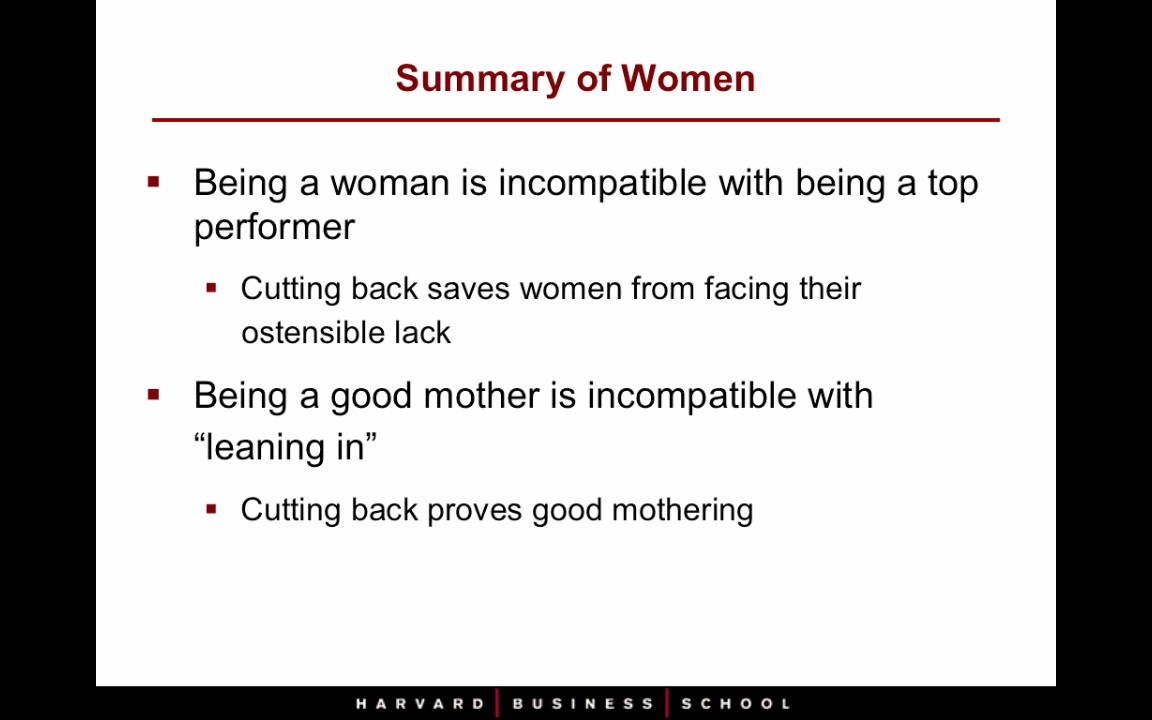 Summary of Women
Being a woman is incompatible with being a top
performer
Cutting back saves women from facing their
ostensible lack
Being a good mother is incompatible with
“leaning in”
Cutting back proves good mothering
HARVARD BUSINESS SCHOOL